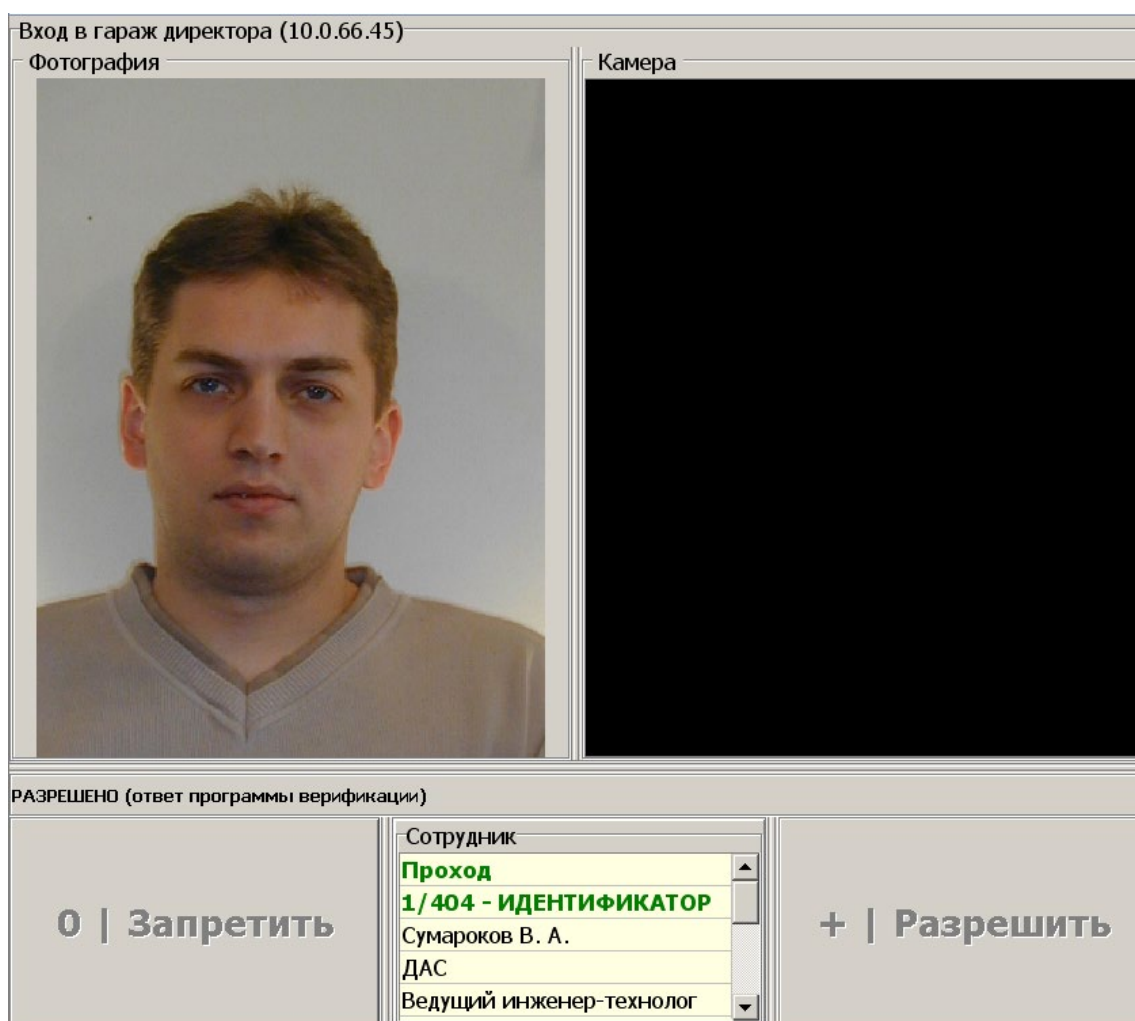 Вход в гараж директора (10.0.66.45)
Фотография
Камера
РАЗРЕШЕНО (ответ программы верификации)
0 | Запретить
Сотрудник
Проход
1/404 - ИДЕНТИФИКАТОР
Сумароков В. А.
ДАС
Ведущий инженер-технолог
+ | Разрешить